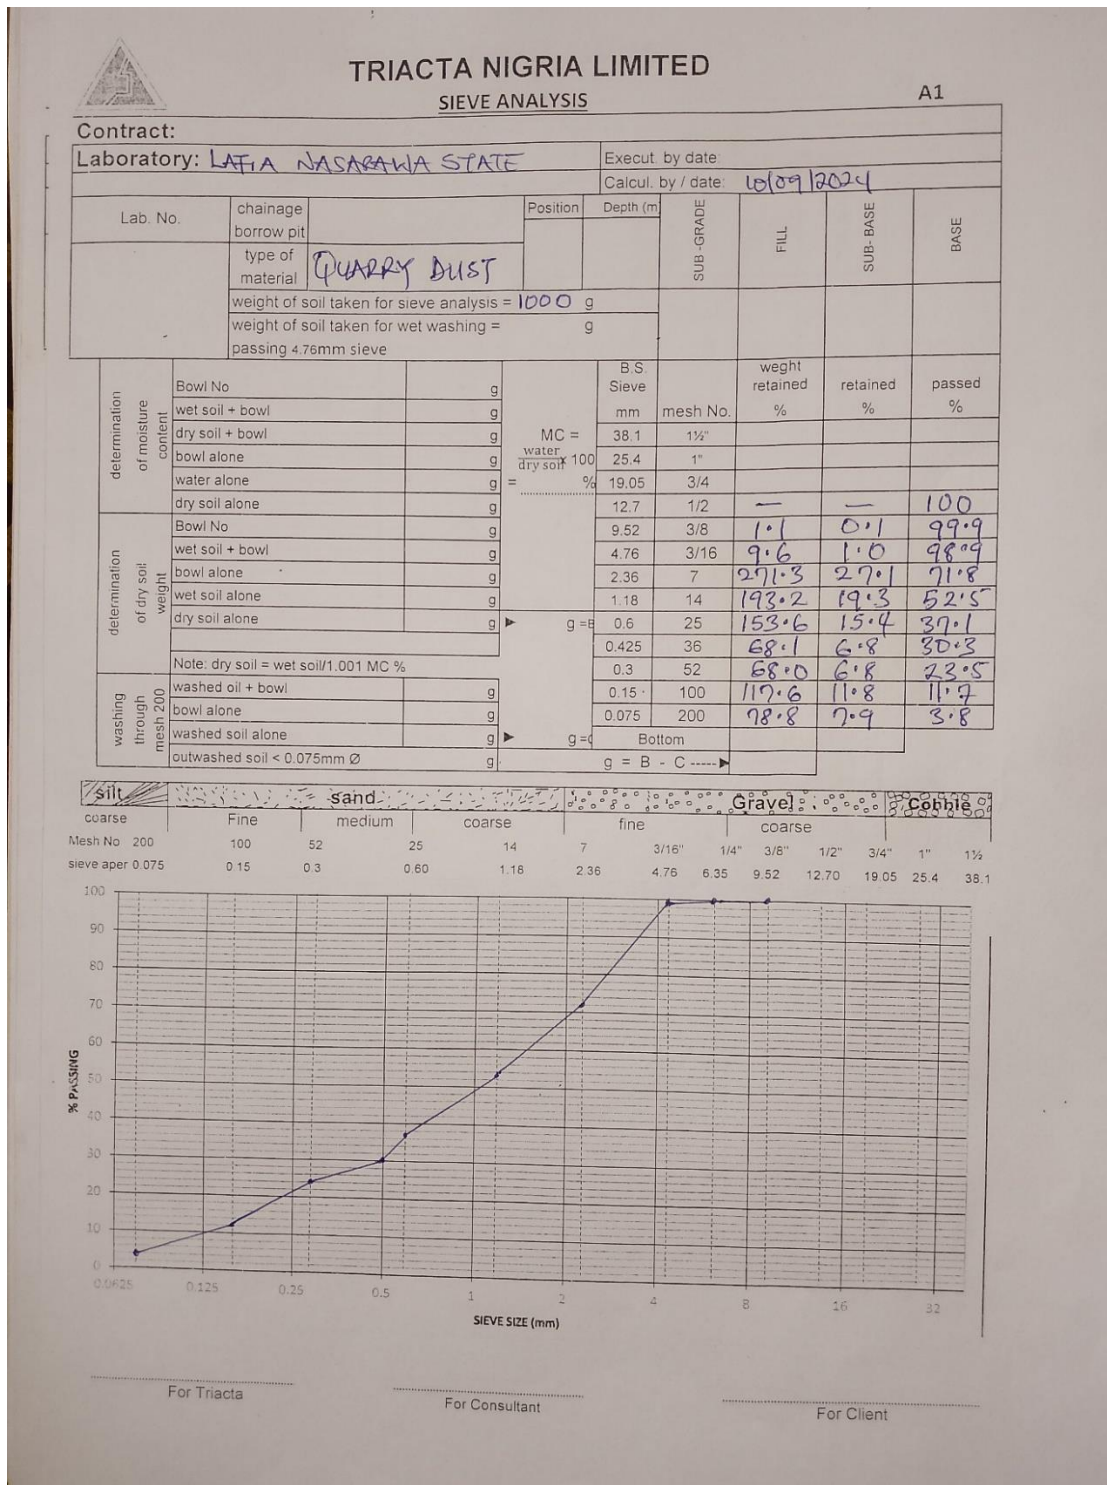 TRIACTA NIGRIA LIMITED
SIEVE ANALYSIS
A1
Contract:
Laboratory: LAFIA NASARAWA STATE
Execut. by date:
Calcul. by / date: 10/09/2024
Lab. No.
chainage
borrow pit
Position
Depth (m
SUB -GRADE
FILL
SUB- BASE
BASE
type of
material
QUARRY DUST
weight of soil taken for sieve analysis = 1000 g
weight of soil taken for wet washing = g
passing 4.76mm sieve
determination
of moisture
content
Bowl No g
wet soil + bowl g
dry soil + bowl g
bowl alone g
water alone g
dry soil alone g
MC =
water
dry soil x 100
= %
determination
of dry soil
weight
Bowl No g
wet soil + bowl g
bowl alone g
wet soil alone g
dry soil alone g g =B
Note: dry soil = wet soil/1.001 MC %
washing
through
mesh 200
washed oil + bowl g
bowl alone g
washed soil alone g g =
outwashed soil < 0.075mm Ø g
B.S.
Sieve
mm
mesh No.
weght
retained
%
retained
%
passed
%
38.1 1½"
25.4 1"
19.05 3/4
12.7 1/2 — — 100
9.52 3/8 1.1 0.1 99.9
4.76 3/16 9.6 1.0 98.9
2.36 7 271.3 27.1 71.8
1.18 14 193.2 19.3 52.5
0.6 25 153.6 15.4 37.1
0.425 36 68.1 6.8 30.3
0.3 52 68.0 6.8 23.5
0.15 100 117.6 11.8 11.7
0.075 200 78.8 7.9 3.8
Bottom
g = B - C -----
silt sand Gravel Cobble
coarse Fine medium coarse fine coarse
Mesh No 200 100 52 25 14 7 3/16" 1/4" 3/8" 1/2" 3/4" 1" 1½
sieve aper 0.075 0.15 0.3 0.60 1.18 2.36 4.76 6.35 9.52 12.70 19.05 25.4 38.1
% PASSING
100
90
80
70
60
50
40
30
20
10
0
0.0625 0.125 0.25 0.5 1 2 4 8 16 32
SIEVE SIZE (mm)
For Triacta
For Consultant
For Client